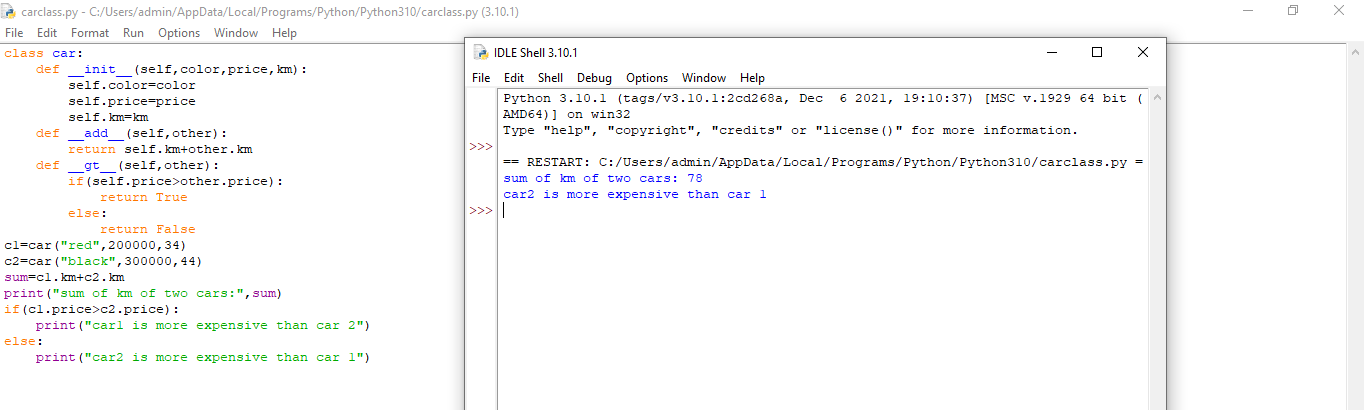 carclass.py - C:/Users/admin/AppData/Local/Programs/Python/Python310/carclass.py (3.10.1)
File Edit Format Run Options Window Help
class car:
    def __init__(self,color,price,km):
        self.color=color
        self.price=price
        self.km=km
    def __add__(self,other):
        return self.km+other.km
    def __gt__(self,other):
        if(self.price>other.price):
            return True
        else:
            return False
c1=car("red",200000,34)
c2=car("black",300000,44)
sum=c1.km+c2.km
print("sum of km of two cars:",sum)
if(c1.price>c2.price):
    print("car1 is more expensive than car 2")
else:
    print("car2 is more expensive than car 1")
IDLE Shell 3.10.1
File Edit Shell Debug Options Window Help
Python 3.10.1 (tags/v3.10.1:2cd268a, Dec  6 2021, 19:10:37) [MSC v.1929 64 bit (
AMD64)] on win32
Type "help", "copyright", "credits" or "license()" for more information.
>>>
== RESTART: C:/Users/admin/AppData/Local/Programs/Python/Python310/carclass.py =
sum of km of two cars: 78
car2 is more expensive than car 1
>>>